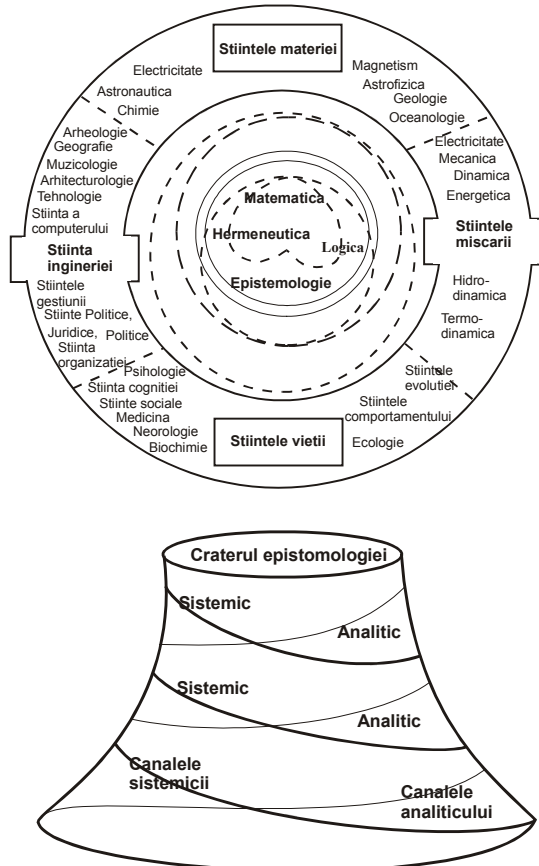 Stiintele materiei
Electricitate
Astronautica
Chimie
Magnetism
Astrofizica
Geologie
Oceanologie
Arheologie
Geografie
Muzicologie
Arhitecturologie
Tehnologie
Stiinta a
computerului
Electricitate
Mecanica
Dinamica
Energetica
Matematica
Hermeneutica
Logica
Epistemologie
Stiinta
ingineriei
Stiintele
miscarii
Stiintele
gestiunii
Stiinte Politice,
Juridice, Politice
Stiinta
organizatiei
Hidro-
dinamica
Termo-
dinamica
Psihologie
Stiinta cognitiei
Stiinte sociale
Medicina
Neorologie
Biochimie
Stiintele vietii
Stiintele
evolutiei
Stiintele
comportamentului
Ecologie
Craterul epistomologiei
Sistemic
Analitic
Sistemic
Analitic
Canalele
sistemicii
Canalele
analiticului